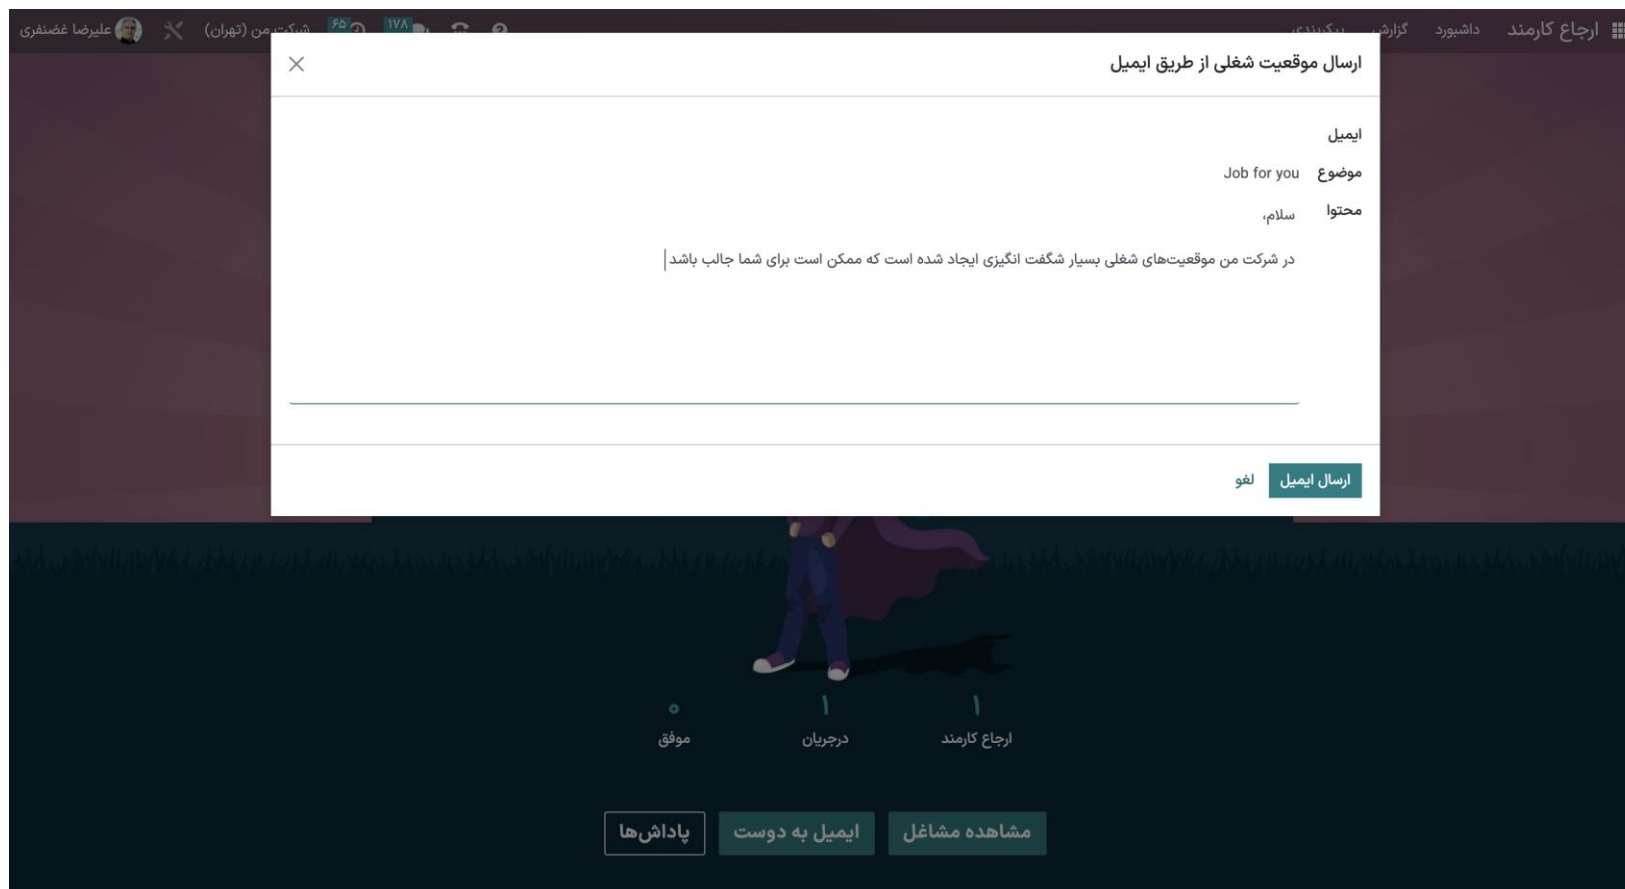 ارجاع کارمند داشبورد گزارش پیکربندی ۱۷۸ ۶۵ شرکت من (تهران) علیرضا غضنفری
ارسال موقعیت شغلی از طریق ایمیل
ایمیل
موضوع Job for you
محتوا سلام،
در شرکت من موقعیت‌های شغلی بسیار شگفت انگیزی ایجاد شده است که ممکن است برای شما جالب باشد
ارسال ایمیل لغو
۱ ۱ ۰
ارجاع کارمند درجریان موفق
مشاهده مشاغل ایمیل به دوست پاداش‌ها